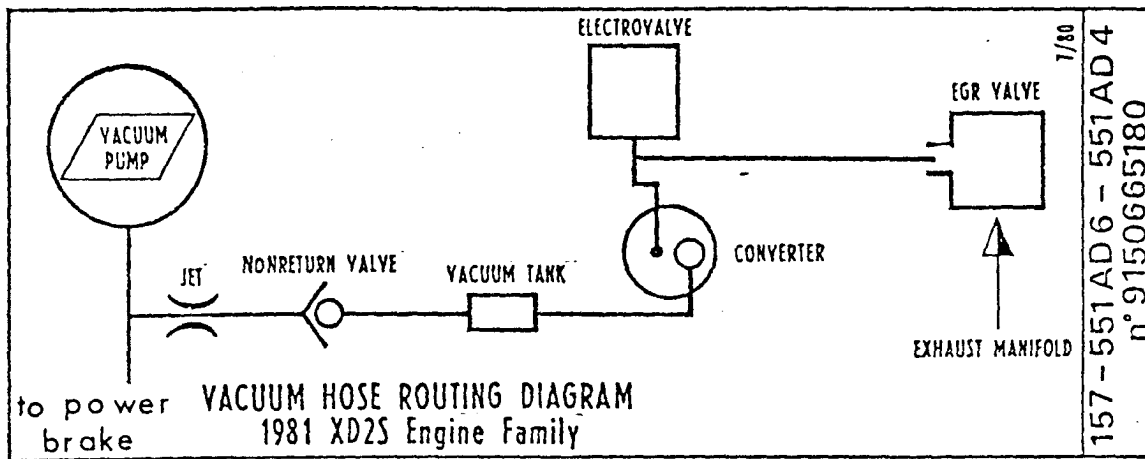 ELECTROVALVE
7/80
VACUUM
PUMP
EGR VALVE
JET
NONRETURN VALVE
VACUUM TANK
CONVERTER
EXHAUST MANIFOLD
to power
brake
VACUUM HOSE ROUTING DIAGRAM
1981 XD2S Engine Family
157-551AD6-551AD4
n° 9150665180